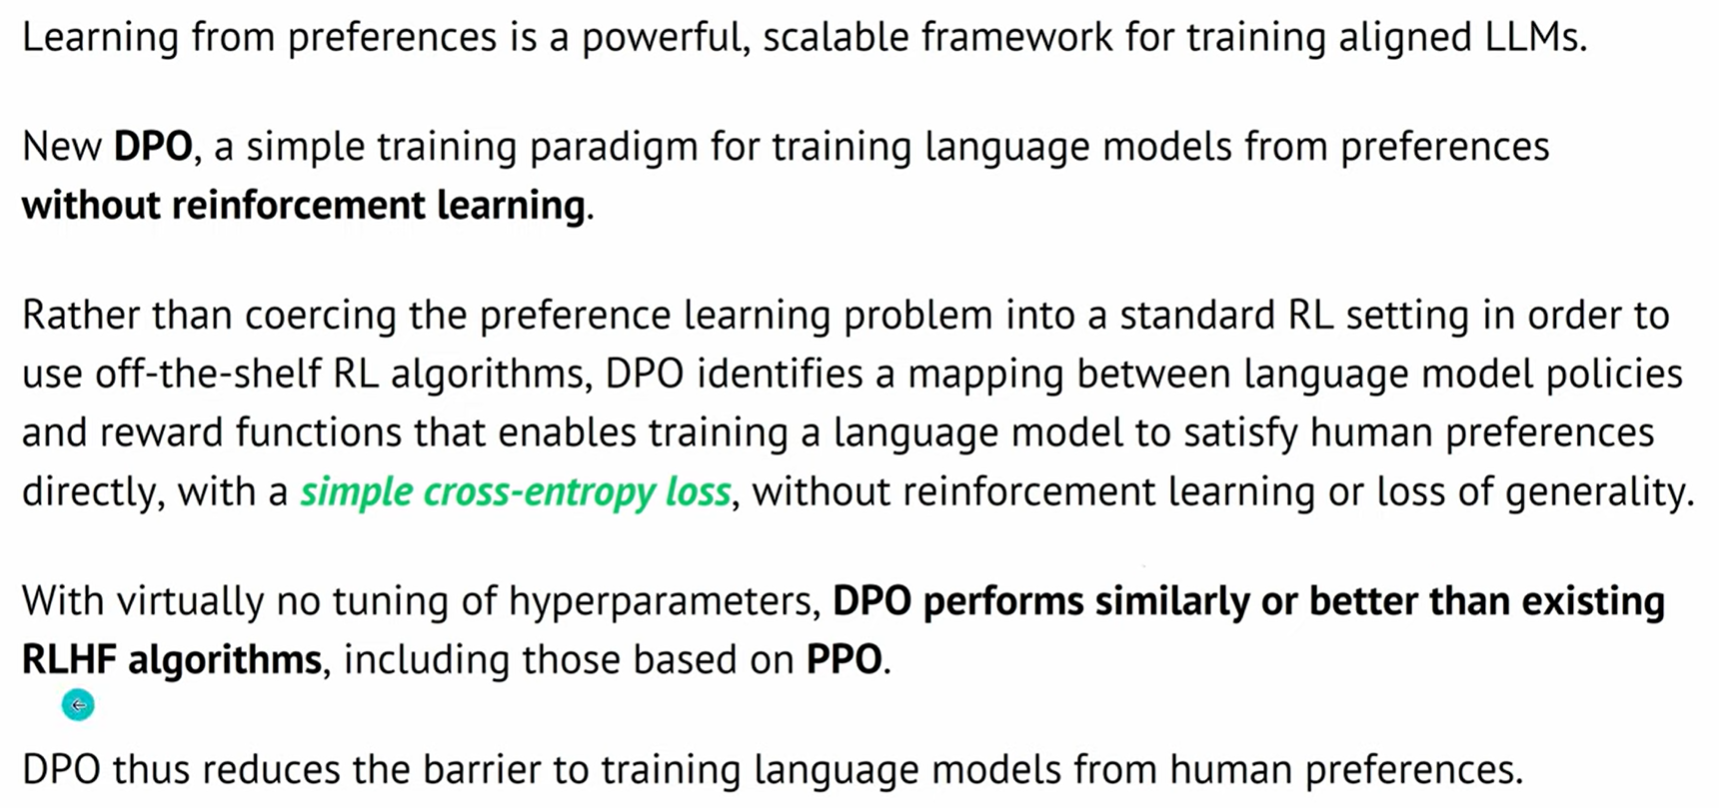 Learning from preferences is a powerful, scalable framework for training aligned LLMs.
New DPO, a simple training paradigm for training language models from preferences
without reinforcement learning.
Rather than coercing the preference learning problem into a standard RL setting in order to
use off-the-shelf RL algorithms, DPO identifies a mapping between language model policies
and reward functions that enables training a language model to satisfy human preferences
directly, with a simple cross-entropy loss, without reinforcement learning or loss of generality.
With virtually no tuning of hyperparameters, DPO performs similarly or better than existing
RLHF algorithms, including those based on PPO.
DPO thus reduces the barrier to training language models from human preferences.